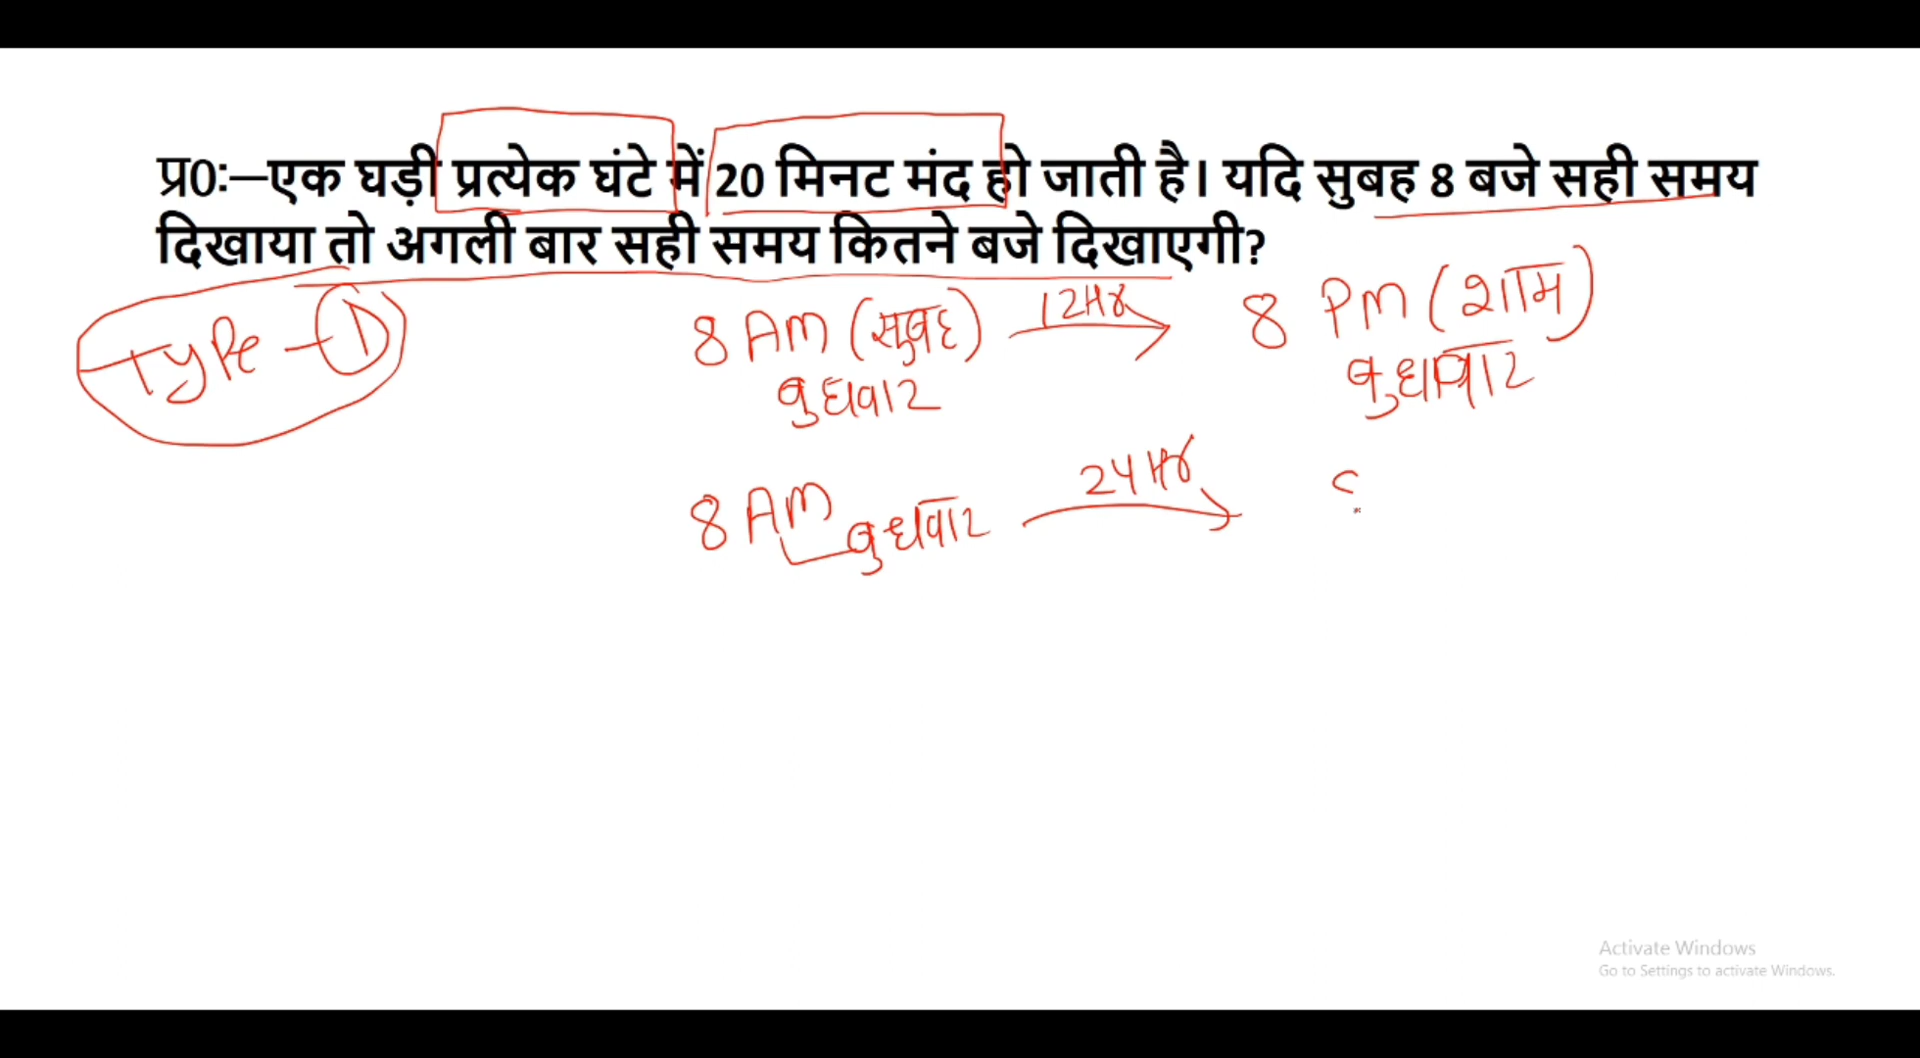 प्र0:–एक घड़ी प्रत्येक घंटे में 20 मिनट मंद हो जाती है। यदि सुबह 8 बजे सही समय
दिखाया तो अगली बार सही समय कितने बजे दिखाएगी?
Type – 1
8 AM (सुबह) 12Hr 8 PM (शाम)
बुधवार बुधवार
8 AM बुधवार 24 Hr
Activate Windows
Go to Settings to activate Windows.